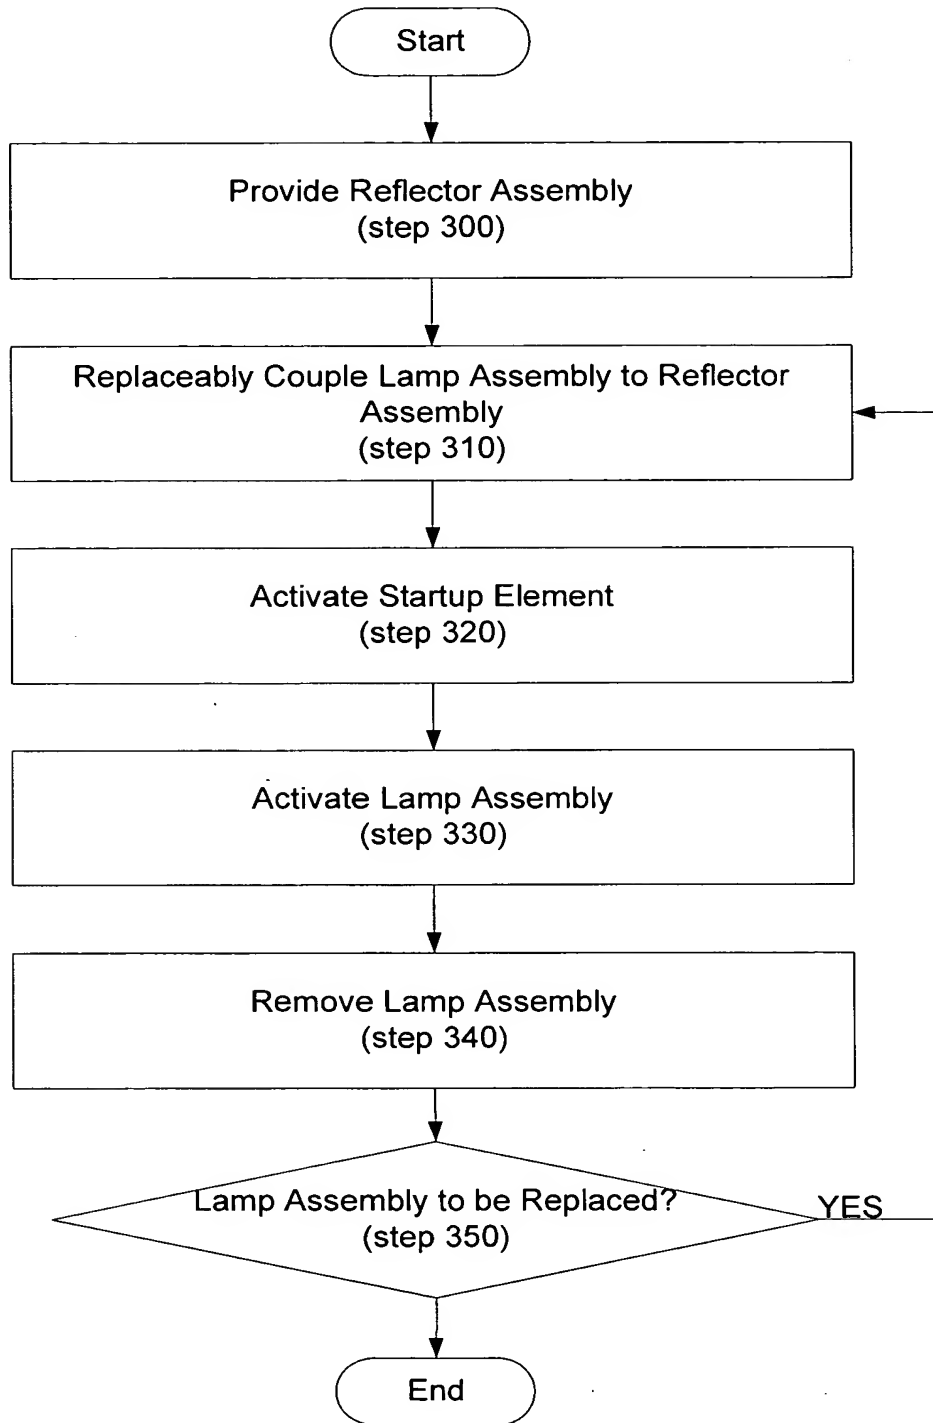 Start
Provide Reflector Assembly
(step 300)
Replaceably Couple Lamp Assembly to Reflector
Assembly
(step 310)
Activate Startup Element
(step 320)
Activate Lamp Assembly
(step 330)
Remove Lamp Assembly
(step 340)
Lamp Assembly to be Replaced?
(step 350)
YES
End